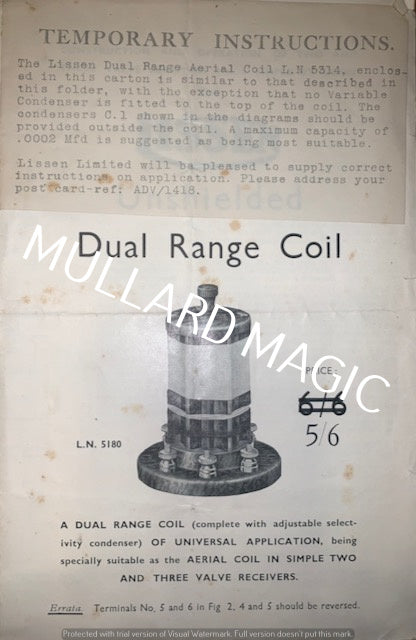 TEMPORARY INSTRUCTIONS.
The Lissen Dual Range Aerial Coil L.N 5314, enclos-
ed in this carton is similar to that described in
this folder, with the exception that no Variable
Condenser is fitted to the top of the coil. The
condensers C.1 shown in the diagrams should be
provided outside the coil. A maximum capacity of
.0002 Mfd is suggested as being most suitable.
Lissen Limited will be pleased to supply correct
instructions on application. Please address your
post card-ref: ADV/1418.
Unshielded
Dual Range Coil
MULLARD MAGIC
PRICE:
6/6
5/6
L.N. 5180
A DUAL RANGE COIL (complete with adjustable select-
ivity condenser) OF UNIVERSAL APPLICATION, being
specially suitable as the AERIAL COIL IN SIMPLE TWO
AND THREE VALVE RECEIVERS.
Errata. Terminals No. 5 and 6 in Fig 2, 4 and 5 should be reversed.
Protected with trial version of Visual Watermark. Full version doesn't put this mark.